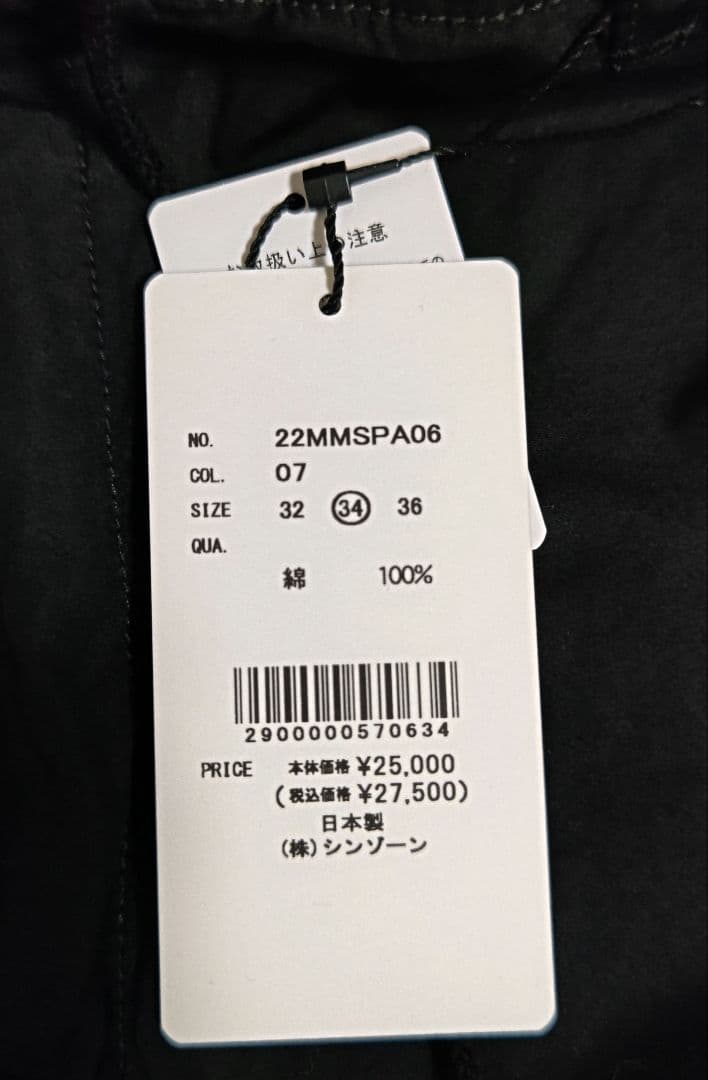 取扱い上の注意
NO. 22MMSPA06
COL. 07
SIZE 32 34 36
QUA.
綿 100%
2900000570634
PRICE 本体価格 ¥25,000
(税込価格 ¥27,500)
日本製
(株)シンゾーン